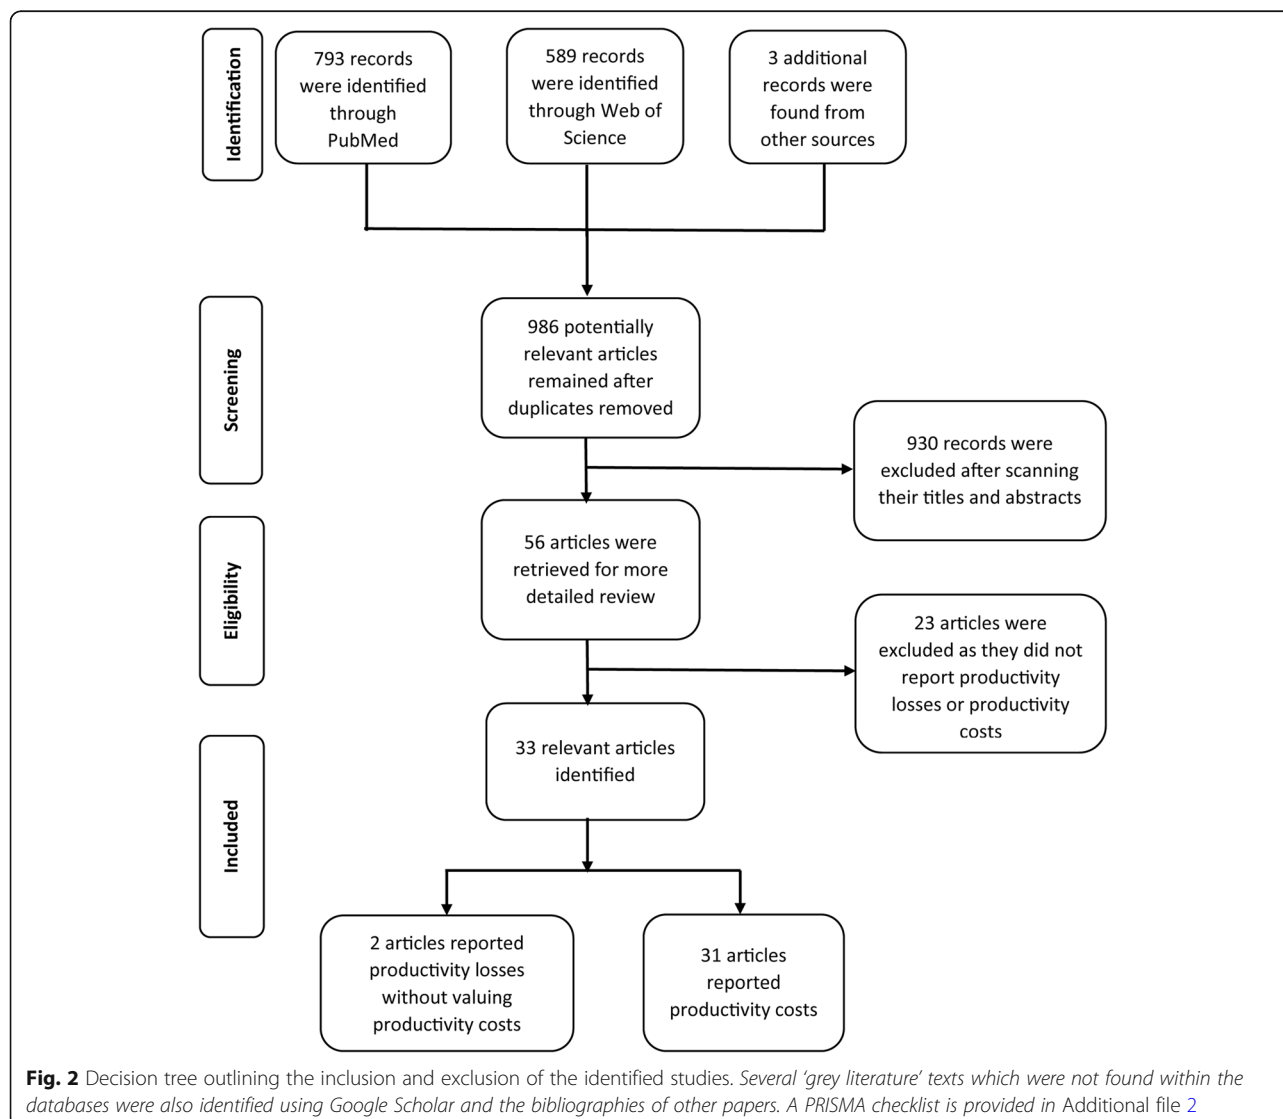 Identification
793 records
were identified
through
PubMed
589 records
were identified
through Web of
Science
3 additional
records were
found from
other sources
Screening
986 potentially
relevant articles
remained after
duplicates removed
930 records were
excluded after scanning
their titles and abstracts
Eligibility
56 articles were
retrieved for more
detailed review
23 articles were
excluded as they did not
report productivity
losses or productivity
costs
Included
33 relevant articles
identified
2 articles reported
productivity losses
without valuing
productivity costs
31 articles
reported
productivity costs
Fig. 2 Decision tree outlining the inclusion and exclusion of the identified studies. Several ‘grey literature’ texts which were not found within the
databases were also identified using Google Scholar and the bibliographies of other papers. A PRISMA checklist is provided in Additional file 2